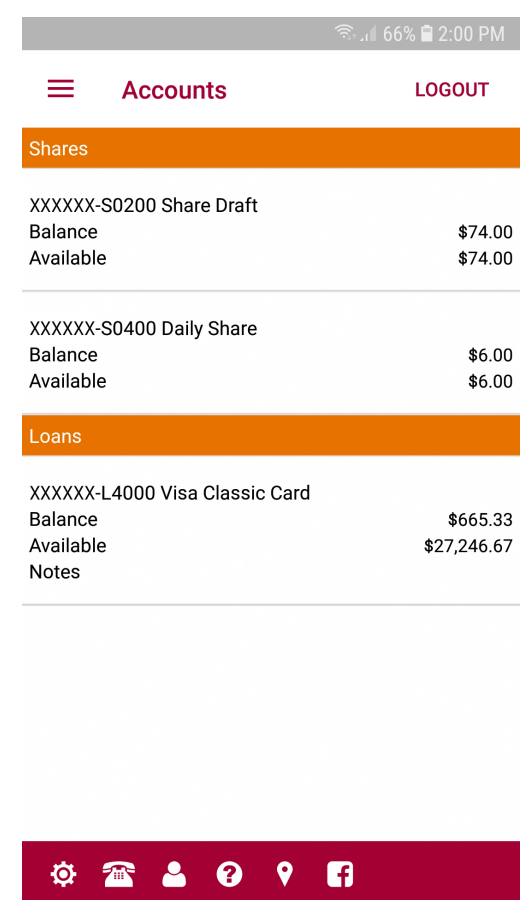 66% 2:00 PM
Accounts LOGOUT
Shares
XXXXXX-S0200 Share Draft
Balance $74.00
Available $74.00
XXXXXX-S0400 Daily Share
Balance $6.00
Available $6.00
Loans
XXXXXX-L4000 Visa Classic Card
Balance $665.33
Available $27,246.67
Notes